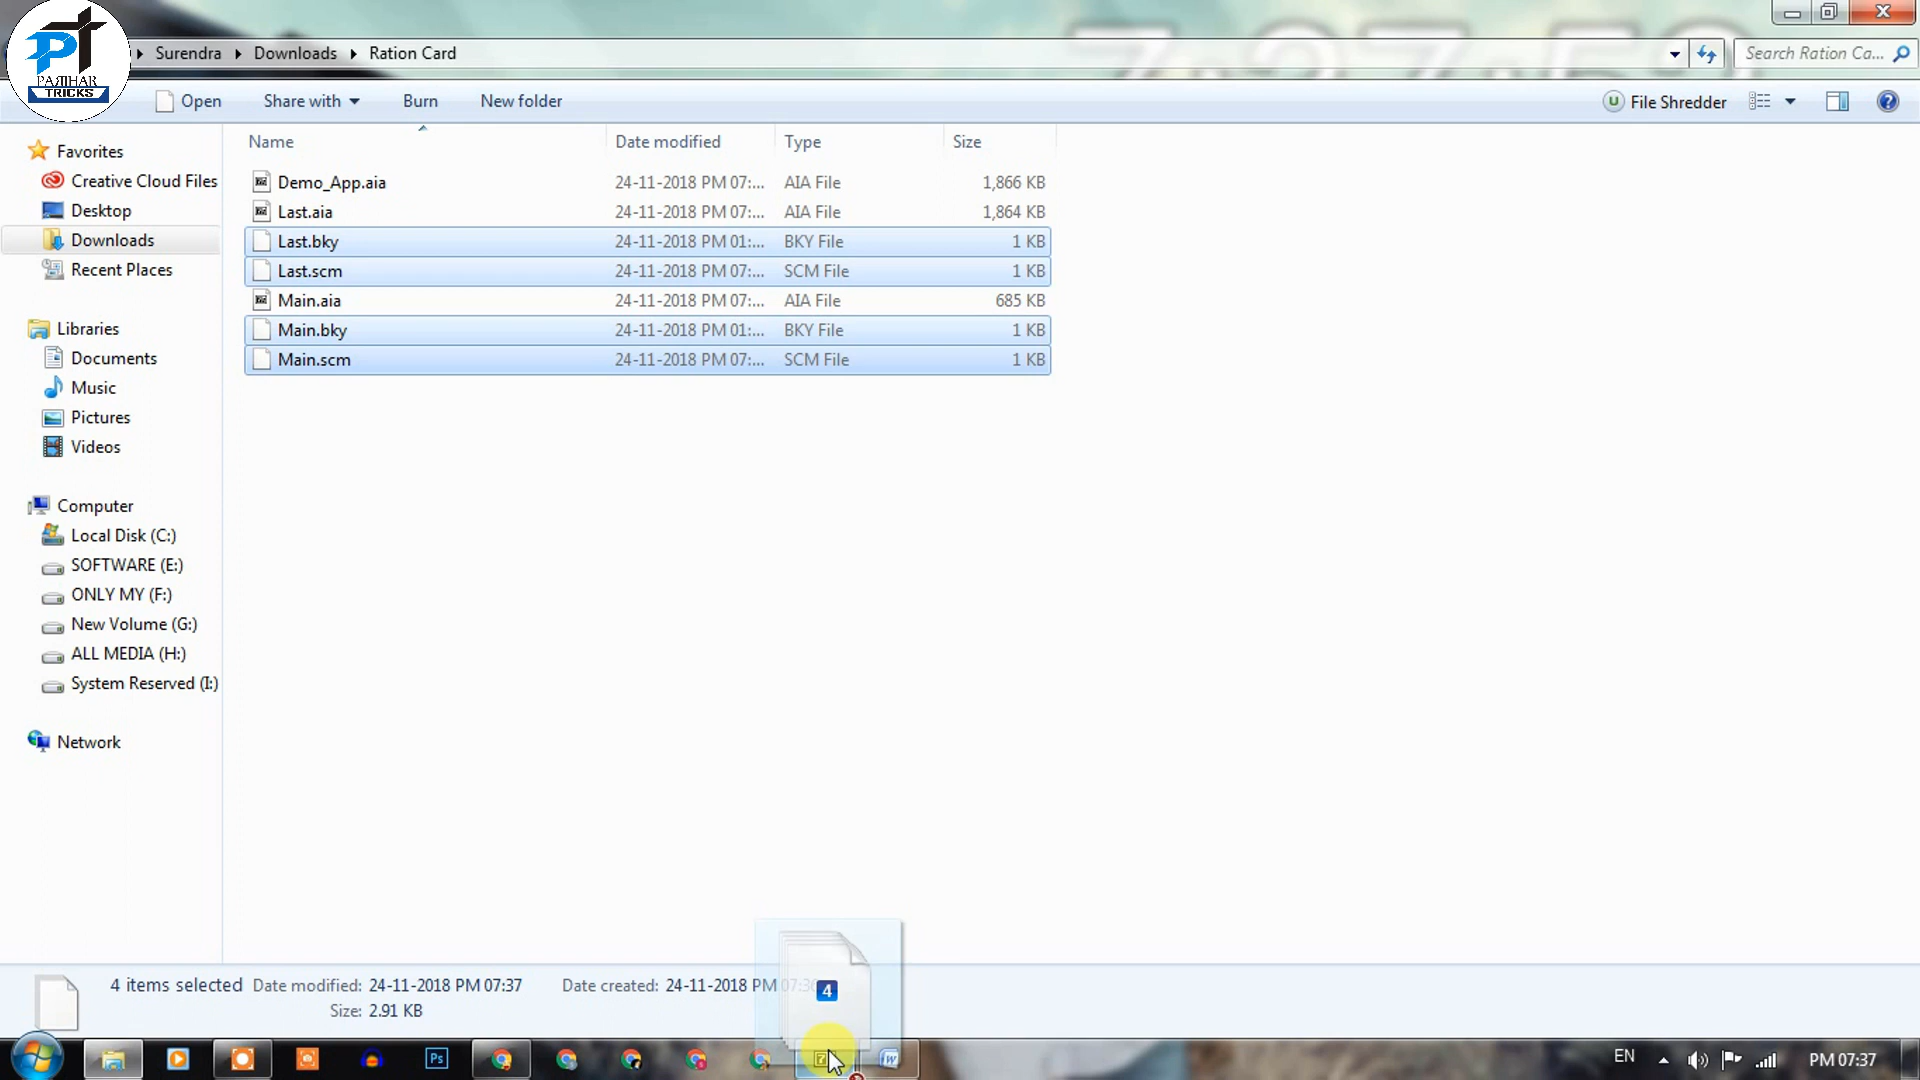 PT
PARIHAR
TRICKS
Surendra Downloads Ration Card
Search Ration Ca...
Open Share with Burn New folder File Shredder
Name Date modified Type Size
Favorites
Creative Cloud Files
Desktop
Downloads
Recent Places
Libraries
Documents
Music
Pictures
Videos
Computer
Local Disk (C:)
SOFTWARE (E:)
ONLY MY (F:)
New Volume (G:)
ALL MEDIA (H:)
System Reserved (I:)
Network
Demo_App.aia 24-11-2018 PM 07:... AIA File 1,866 KB
Last.aia 24-11-2018 PM 07:... AIA File 1,864 KB
Last.bky 24-11-2018 PM 01:... BKY File 1 KB
Last.scm 24-11-2018 PM 07:... SCM File 1 KB
Main.aia 24-11-2018 PM 07:... AIA File 685 KB
Main.bky 24-11-2018 PM 01:... BKY File 1 KB
Main.scm 24-11-2018 PM 07:... SCM File 1 KB
4
4 items selected Date modified: 24-11-2018 PM 07:37 Date created: 24-11-2018 PM
Size: 2.91 KB
Ps
W
EN
PM 07:37